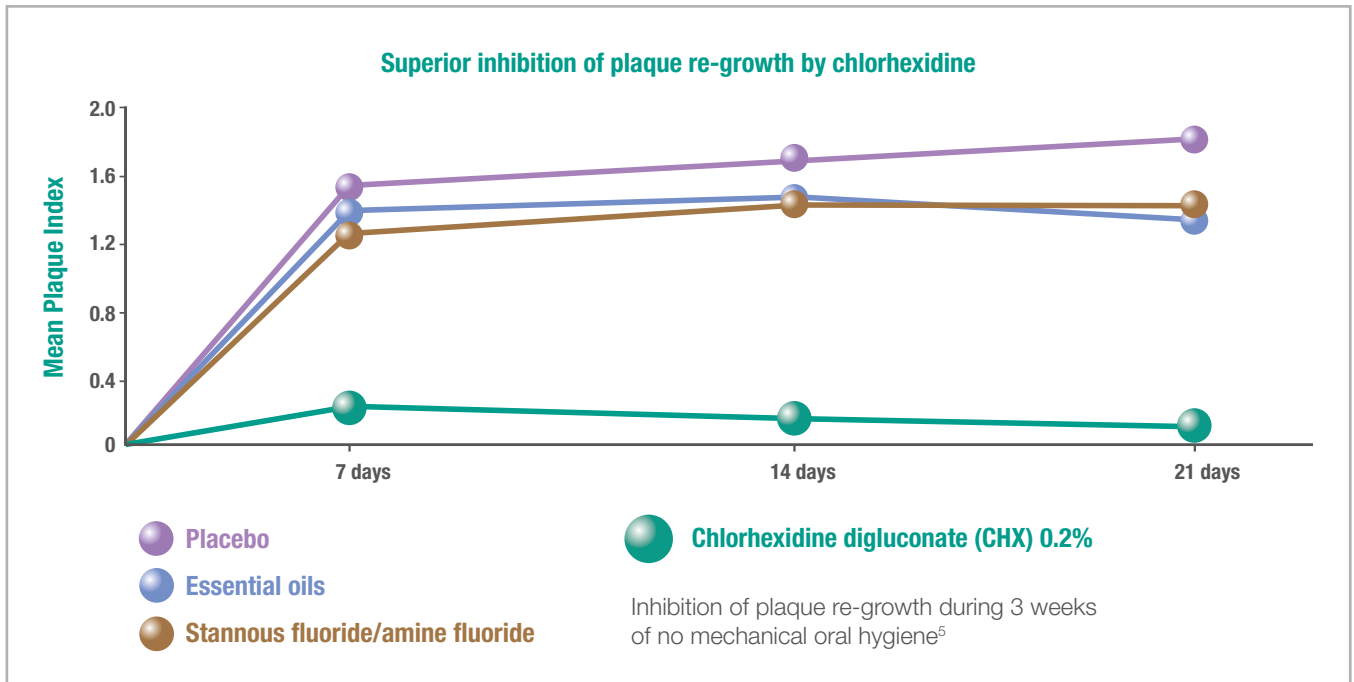 Superior inhibition of plaque re-growth by chlorhexidine
Mean Plaque Index
2.0
1.6
1.2
0.8
0.4
0
7 days
14 days
21 days
Placebo
Essential oils
Stannous fluoride/amine fluoride
Chlorhexidine digluconate (CHX) 0.2%
Inhibition of plaque re-growth during 3 weeks
of no mechanical oral hygiene⁵